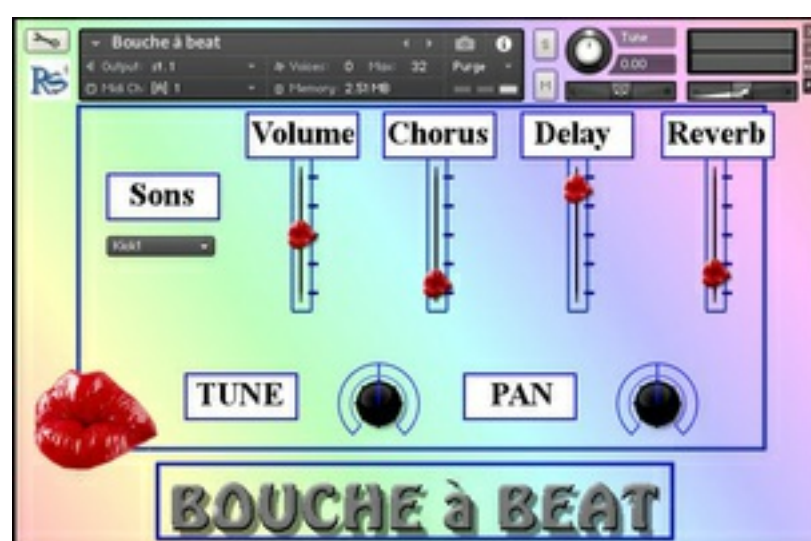 Bouche à beat
Tune
Output: st. 1
Voices: 0 Max: 32
Purge
0.00
Midi Ch: [A] 1
Memory: 2.51 MB
S
M
RS
Volume
Chorus
Delay
Reverb
Sons
Kick1
TUNE
PAN
BOUCHE à BEAT